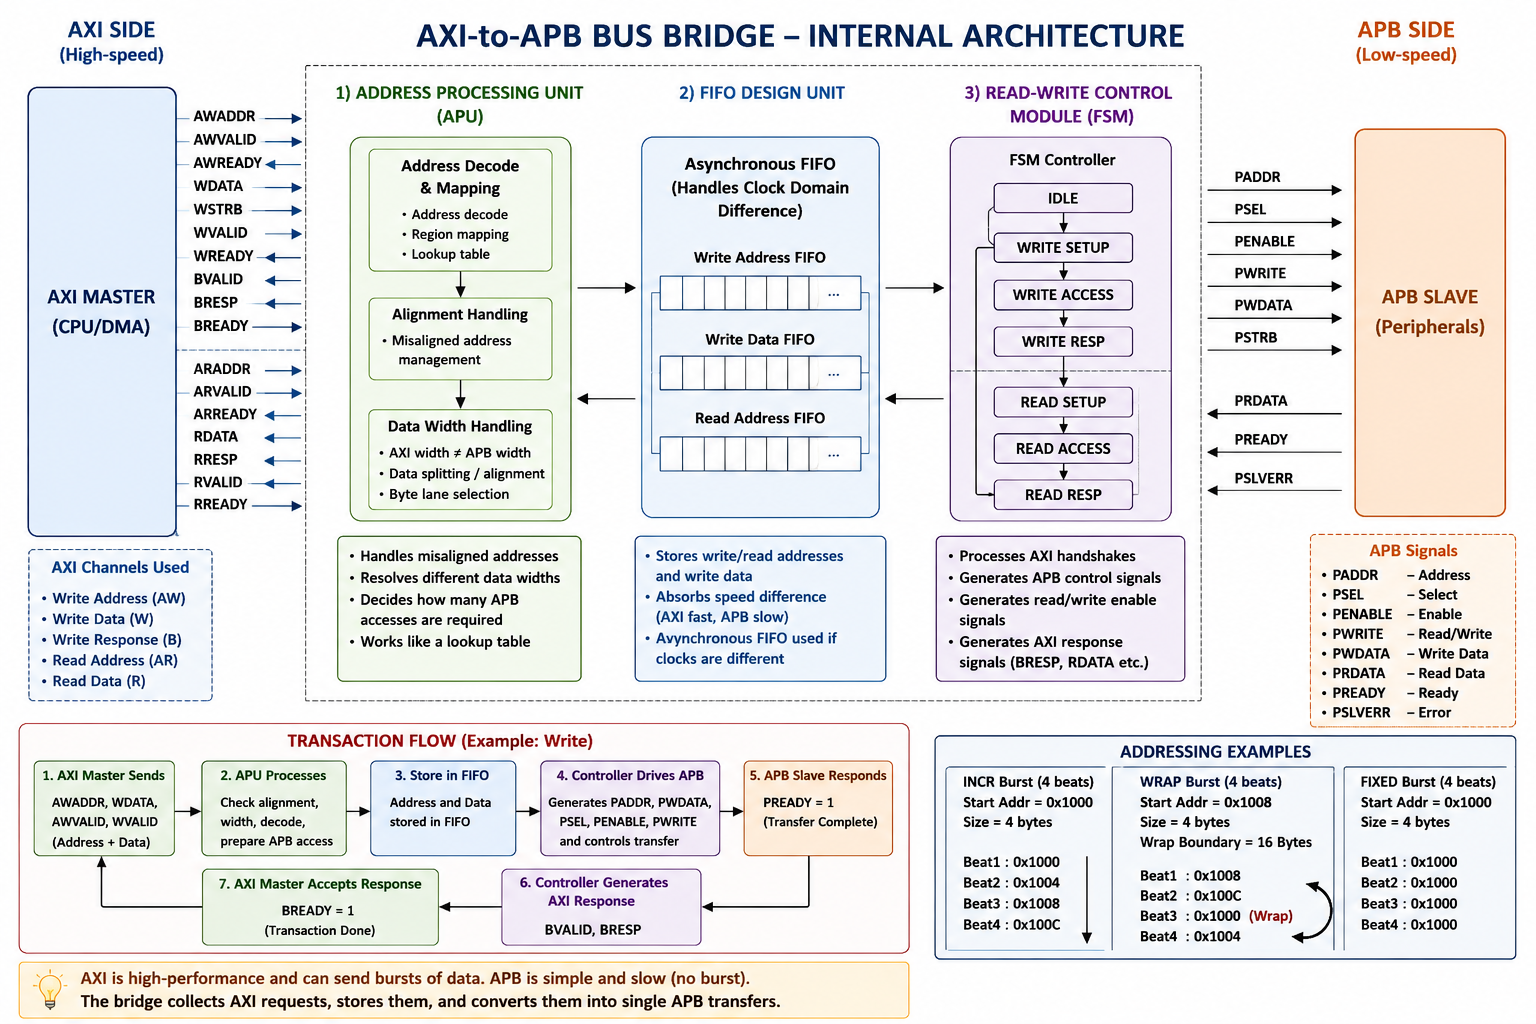 AXI SIDE
(High-speed)
AXI-to-APB BUS BRIDGE – INTERNAL ARCHITECTURE
APB SIDE
(Low-speed)
AXI MASTER
(CPU/DMA)
AWADDR
AWVALID
AWREADY
WDATA
WSTRB
WVALID
WREADY
BVALID
BRESP
BREADY
ARADDR
ARVALID
ARREADY
RDATA
RRESP
RVALID
RREADY
1) ADDRESS PROCESSING UNIT
(APU)
Address Decode
& Mapping
• Address decode
• Region mapping
• Lookup table
Alignment Handling
• Misaligned address
management
Data Width Handling
• AXI width ≠ APB width
• Data splitting / alignment
• Byte lane selection
• Handles misaligned addresses
• Resolves different data widths
• Decides how many APB
accesses are required
• Works like a lookup table
2) FIFO DESIGN UNIT
Asynchronous FIFO
(Handles Clock Domain
Difference)
Write Address FIFO
...
Write Data FIFO
...
Read Address FIFO
...
• Stores write/read addresses
and write data
• Absorbs speed difference
(AXI fast, APB slow)
• Avynchronous FIFO used if
clocks are different
3) READ-WRITE CONTROL
MODULE (FSM)
FSM Controller
IDLE
WRITE SETUP
WRITE ACCESS
WRITE RESP
READ SETUP
READ ACCESS
READ RESP
• Processes AXI handshakes
• Generates APB control signals
• Generates read/write enable
signals
• Generates AXI response
signals (BRESP, RDATA etc.)
PADDR
PSEL
PENABLE
PWRITE
PWDATA
PSTRB
PRDATA
PREADY
PSLVERR
APB SLAVE
(Peripherals)
AXI Channels Used
• Write Address (AW)
• Write Data (W)
• Write Response (B)
• Read Address (AR)
• Read Data (R)
APB Signals
• PADDR – Address
• PSEL – Select
• PENABLE – Enable
• PWRITE – Read/Write
• PWDATA – Write Data
• PRDATA – Read Data
• PREADY – Ready
• PSLVERR – Error
TRANSACTION FLOW (Example: Write)
1. AXI Master Sends
AWADDR, WDATA,
AWVALID, WVALID
(Address + Data)
2. APU Processes
Check alignment,
width, decode,
prepare APB access
3. Store in FIFO
Address and Data
stored in FIFO
4. Controller Drives APB
Generates PADDR, PWDATA,
PSEL, PENABLE, PWRITE
and controls transfer
5. APB Slave Responds
PREADY = 1
(Transfer Complete)
6. Controller Generates
AXI Response
BVALID, BRESP
7. AXI Master Accepts Response
BREADY = 1
(Transaction Done)
ADDRESSING EXAMPLES
INCR Burst (4 beats)
Start Addr = 0x1000
Size = 4 bytes
Beat1 : 0x1000
Beat2 : 0x1004
Beat3 : 0x1008
Beat4 : 0x100C
WRAP Burst (4 beats)
Start Addr = 0x1008
Size = 4 bytes
Wrap Boundary = 16 Bytes
Beat1 : 0x1008
Beat2 : 0x100C
Beat3 : 0x1000 (Wrap)
Beat4 : 0x1004
FIXED Burst (4 beats)
Start Addr = 0x1000
Size = 4 bytes
Beat1 : 0x1000
Beat2 : 0x1000
Beat3 : 0x1000
Beat4 : 0x1000
AXI is high-performance and can send bursts of data. APB is simple and slow (no burst).
The bridge collects AXI requests, stores them, and converts them into single APB transfers.